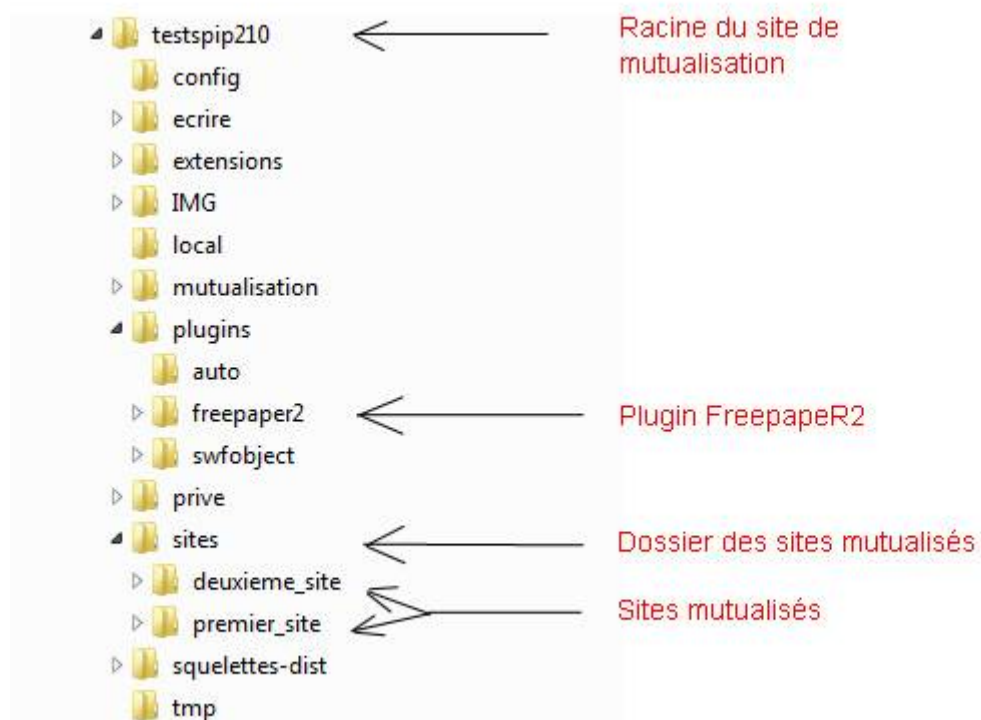 testspip210
Racine du site de
mutualisation
config
ecrire
extensions
IMG
local
mutualisation
plugins
auto
freepaper2
Plugin FreepapeR2
swfobject
prive
sites
Dossier des sites mutualisés
deuxieme_site
Sites mutualisés
premier_site
squelettes-dist
tmp